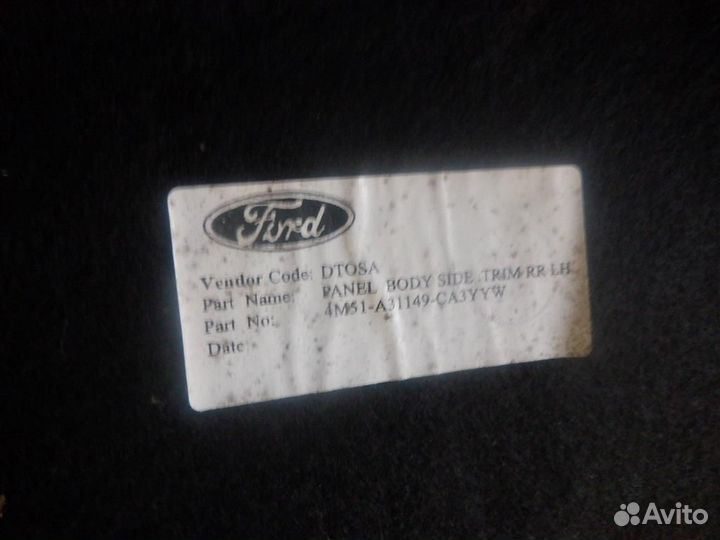 Ford
Vendor Code: DTOSA
Part Name: PANEL BODY SIDE TRIM RR LH
Part No: 4M51-A31149-CA3YYW
Date:
Avito